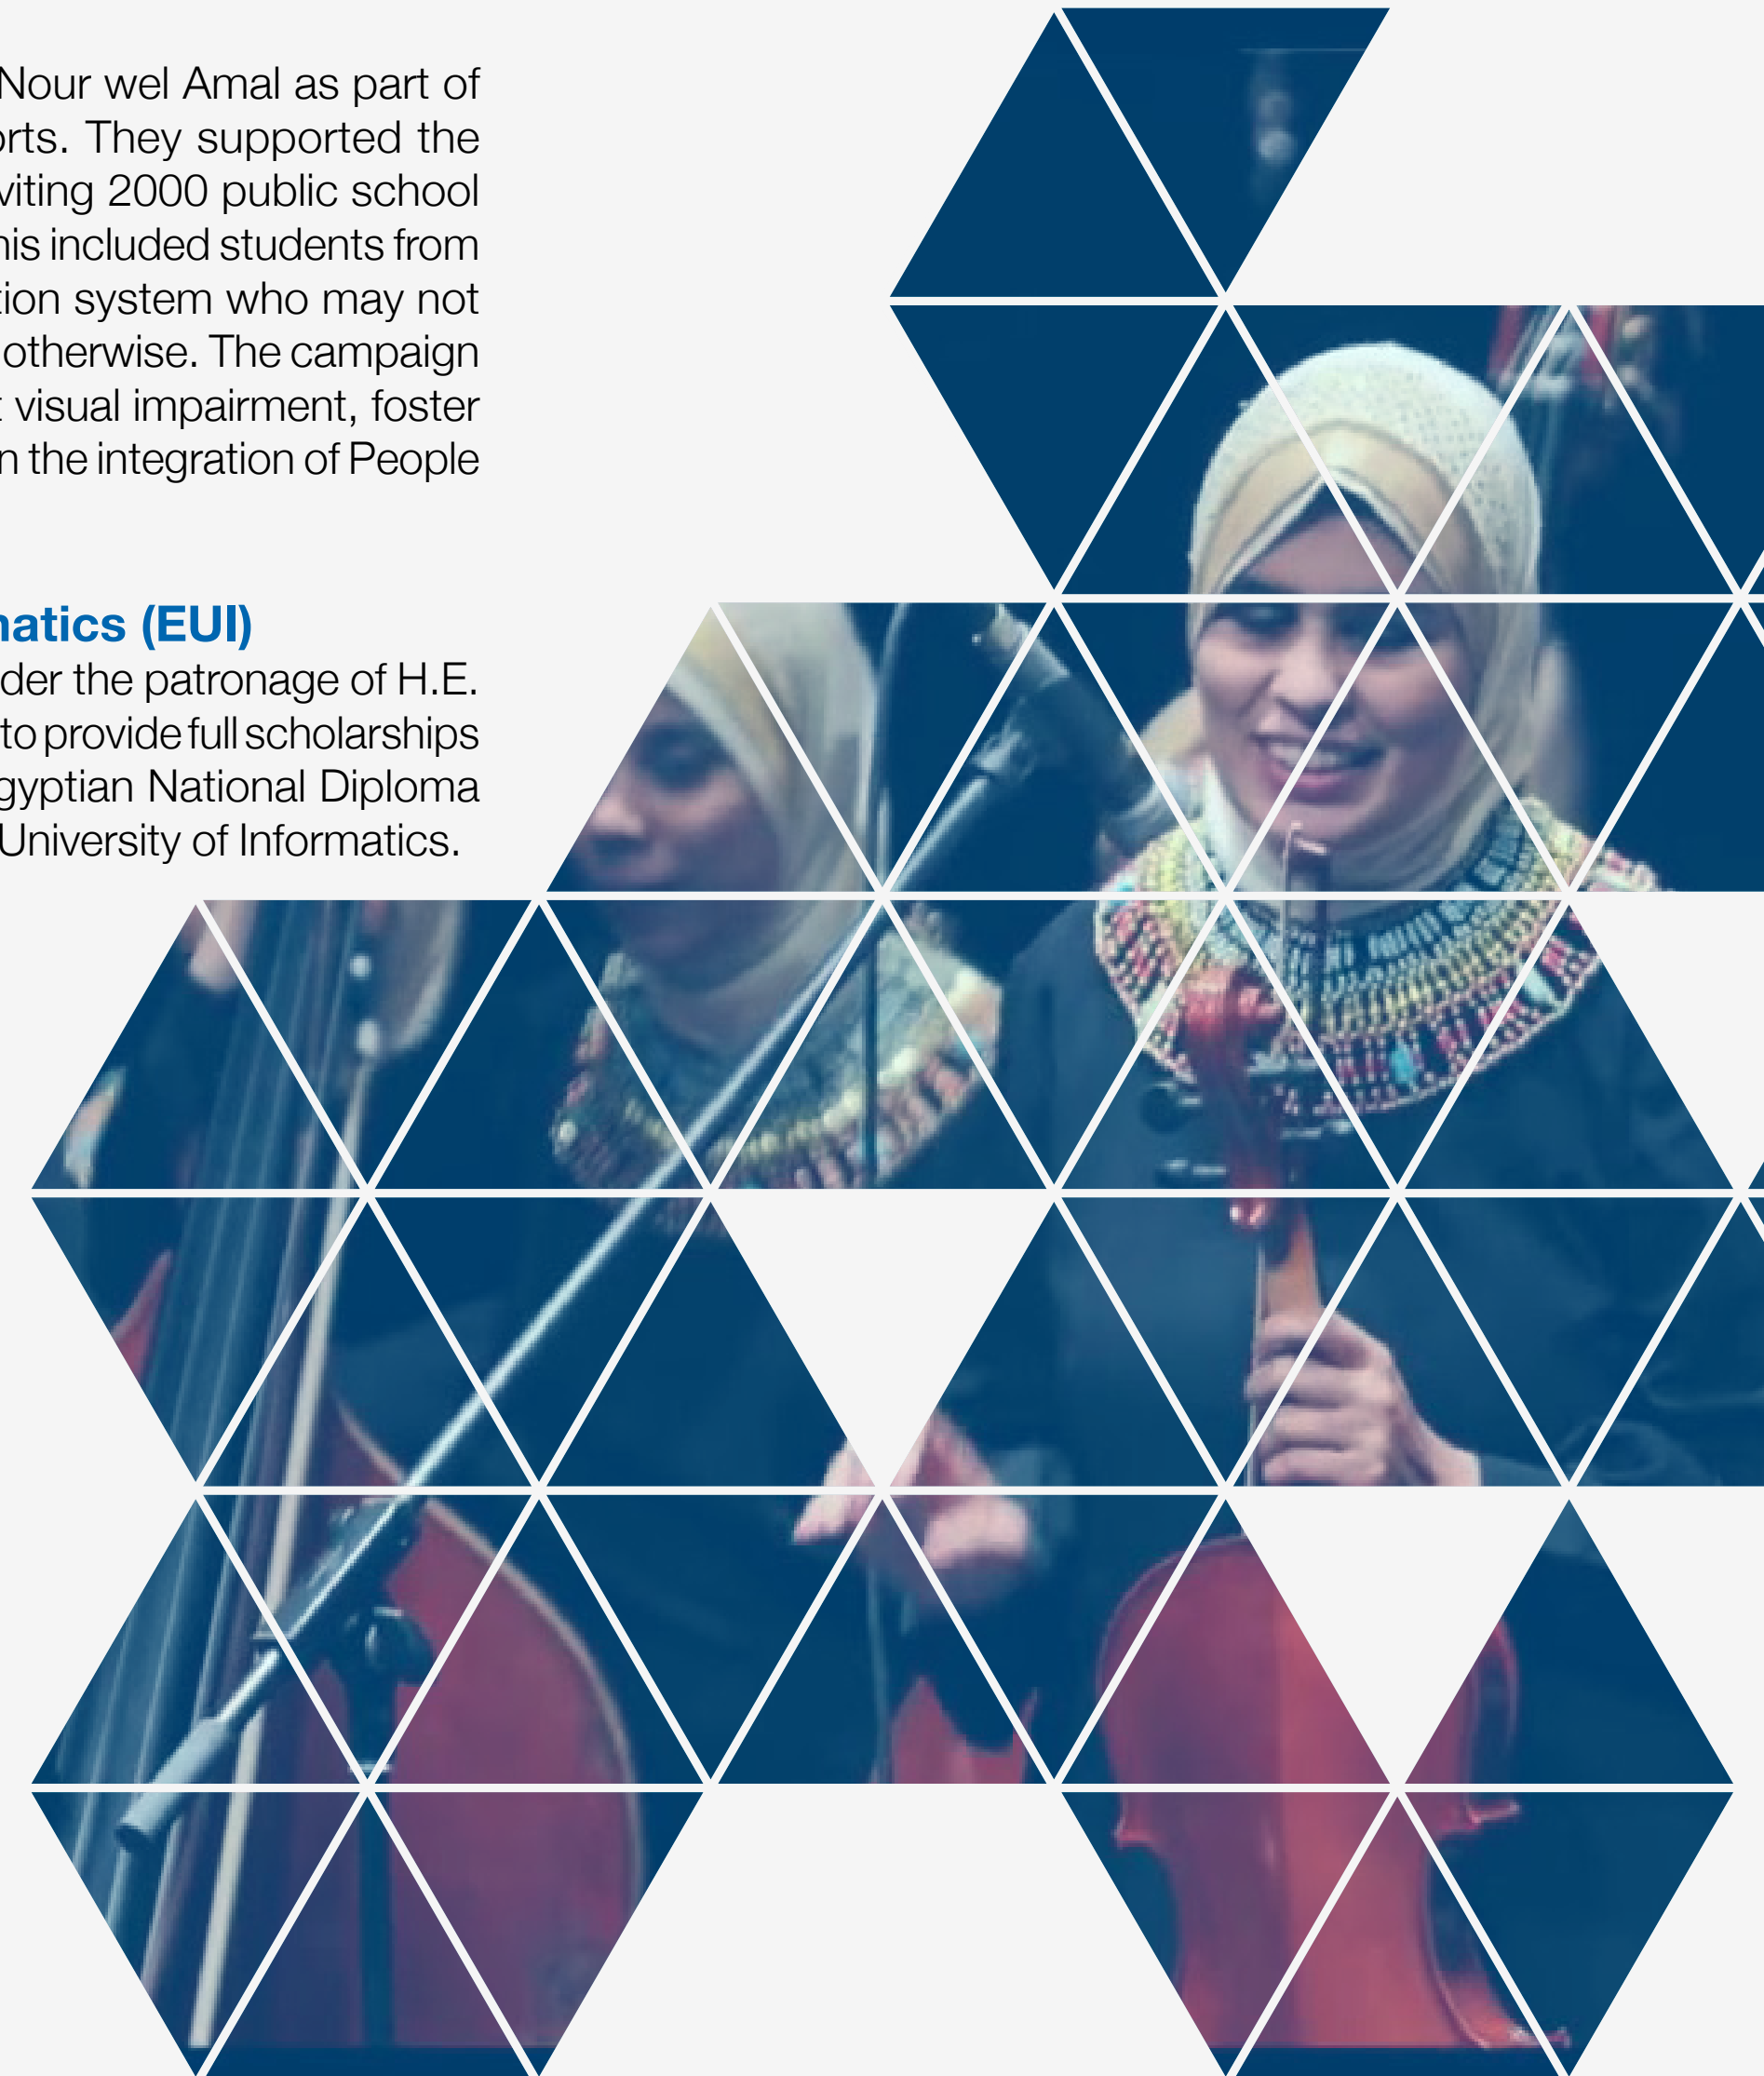 Nour wel Amal as part of
orts. They supported the
viting 2000 public school
his included students from
tion system who may not
otherwise. The campaign
t visual impairment, foster
n the integration of People
natics (EUI)
der the patronage of H.E.
to provide full scholarships
gyptian National Diploma
University of Informatics.